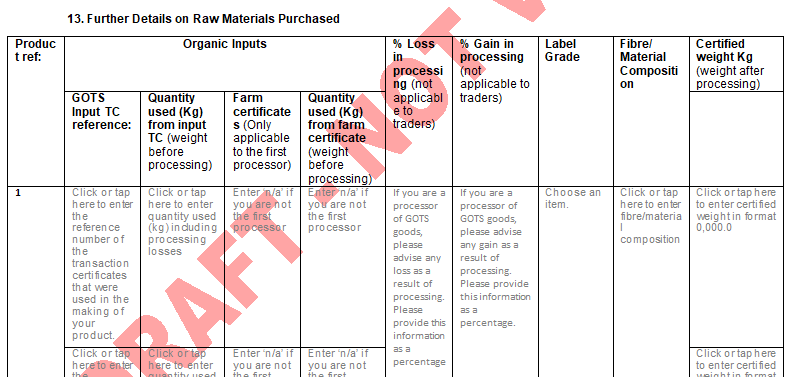 13. Further Details on Raw Materials Purchased
Produc
t ref:
Organic Inputs
% Loss
in
processi
ng (not
applicabl
e to
traders)
% Gain in
processing
(not
applicable to
traders)
Label
Grade
Fibre/
Material
Compositi
on
Certified
weight Kg
(weight after
processing)
GOTS
Input TC
reference:
Quantity
used (Kg)
from input
TC (weight
before
processing)
Farm
certificate
s (Only
applicable
to the first
processor)
Quantity
used (Kg)
from farm
certificate
(weight
before
processing)
1
Click or tap
here to enter
the
reference
number of
the
transaction
certificates
that were
used in the
making of
your
product.
Click or tap
here to enter
quantity used
(kg) including
processing
losses
Enter 'n/a' if
you are not
the first
processor
Enter 'n/a' if
you are not
the first
processor
If you are a
processor
of GOTS
goods,
please
advise any
loss as a
result of
processing.
Please
provide this
information
as a
percentage
If you are a
processor of
GOTS goods,
please advise
any gain as a
result of
processing.
Please provide
this information
as a
percentage.
Choose an
item.
Click or tap
here to enter
fibre/materia
l
composition
Click or tap here
to enter certified
weight in format
0,000.0
Click or tap
here to enter
the
Click or tap
here to enter
quantity used
Enter 'n/a' if
you are not
the first
Enter 'n/a' if
you are not
the first
Click or tap here
to enter certified
weight in format
DRAFT - NOT